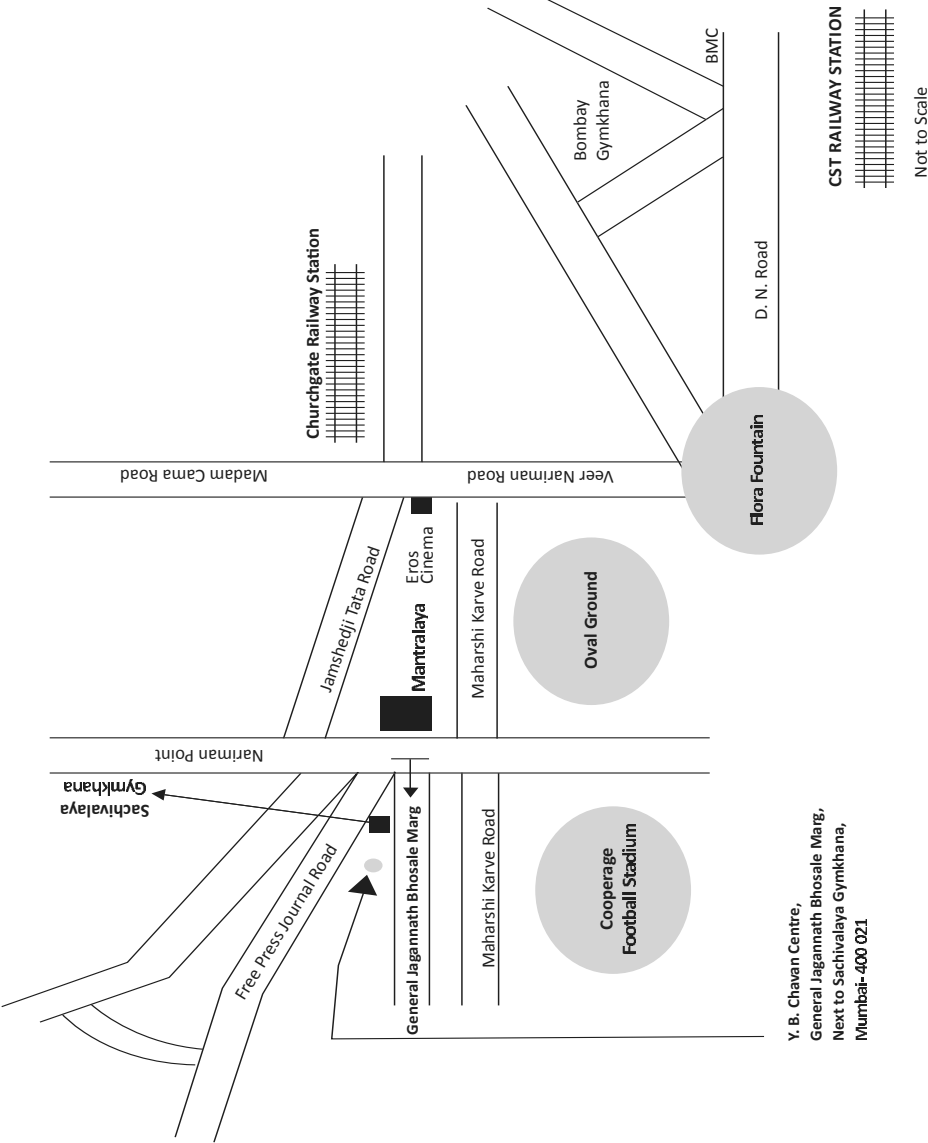 BMC
Bombay
Gymkhana
CST RAILWAY STATION
Not to Scale
D. N. Road
Churchgate Railway Station
Madam Cama Road
Veer Nariman Road
Flora Fountain
Jamshedji Tata Road
Eros
Cinema
Mantralaya
Maharshi Karve Road
Oval Ground
Nariman Point
Sachivalaya
Gymkhana
Free Press Journal Road
General Jagannath Bhosale Marg
Maharshi Karve Road
Cooperage
Football Stadium
Y. B. Chavan Centre,
General Jagannath Bhosale Marg,
Next to Sachivalaya Gymkhana,
Mumbai- 400 021